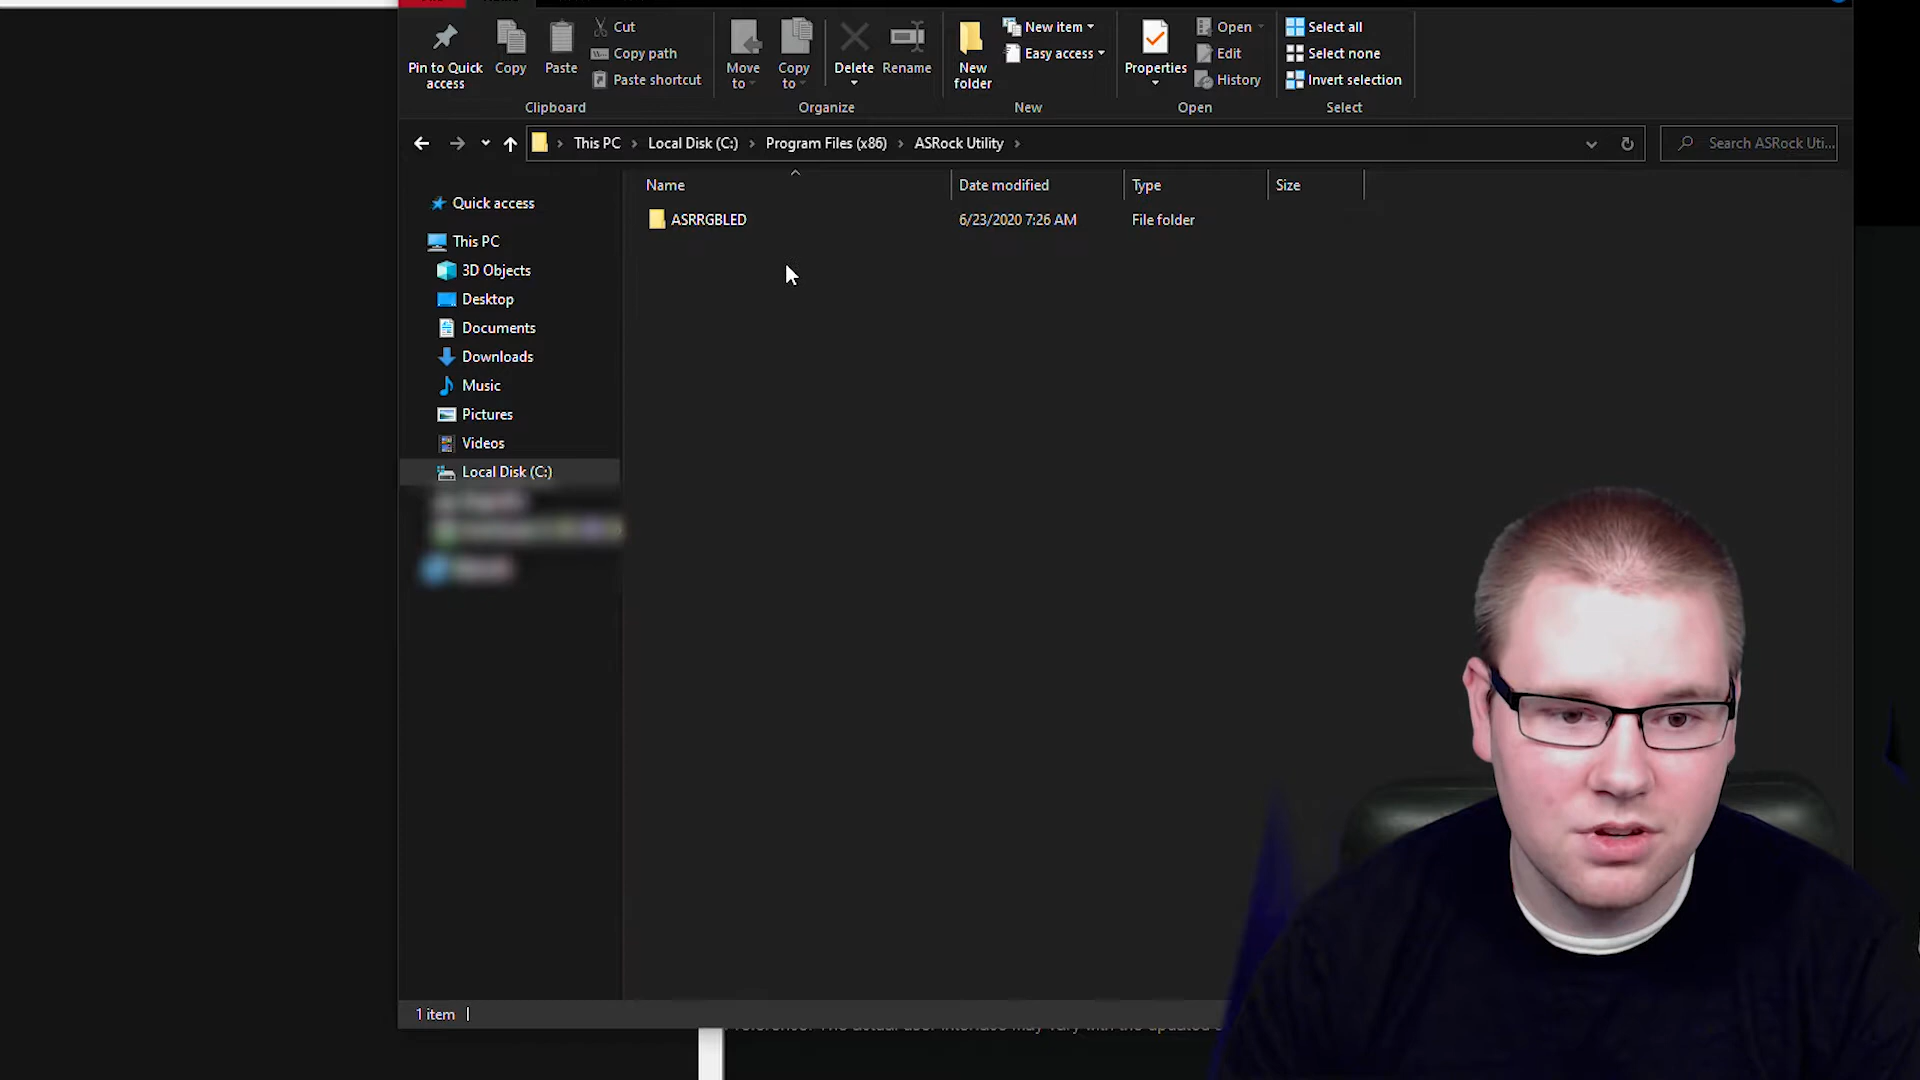 Pin to Quick access
Copy
Paste
Cut
Copy path
Paste shortcut
Clipboard
Move to
Copy to
Delete
Rename
Organize
New folder
New item
Easy access
New
Properties
Open
Edit
History
Open
Select all
Select none
Invert selection
Select
This PC > Local Disk (C:) > Program Files (x86) > ASRock Utility >
Search ASRock Uti...
Name
Date modified
Type
Size
ASRRGBLED
6/23/2020 7:26 AM
File folder
Quick access
This PC
3D Objects
Desktop
Documents
Downloads
Music
Pictures
Videos
Local Disk (C:)
1 item